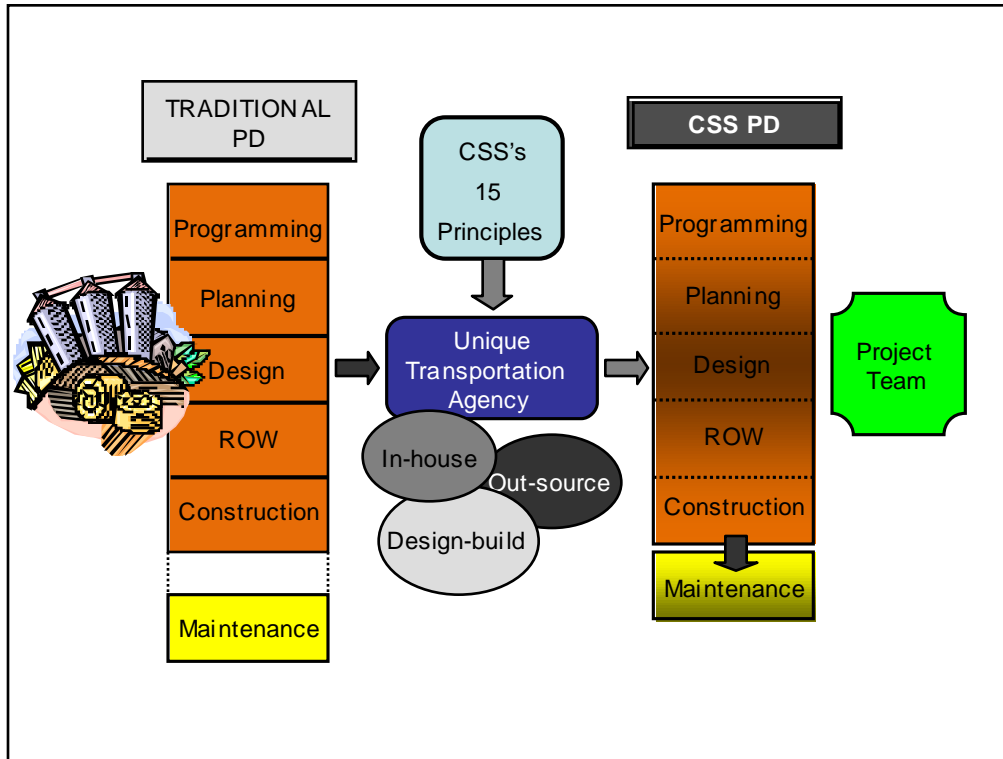 TRADITIONAL
PD
Programming
Planning
Design
ROW
Construction
Maintenance
CSS's
15
Principles
Unique
Transportation
Agency
In-house
Out-source
Design-build
CSS PD
Programming
Planning
Design
ROW
Construction
Maintenance
Project
Team